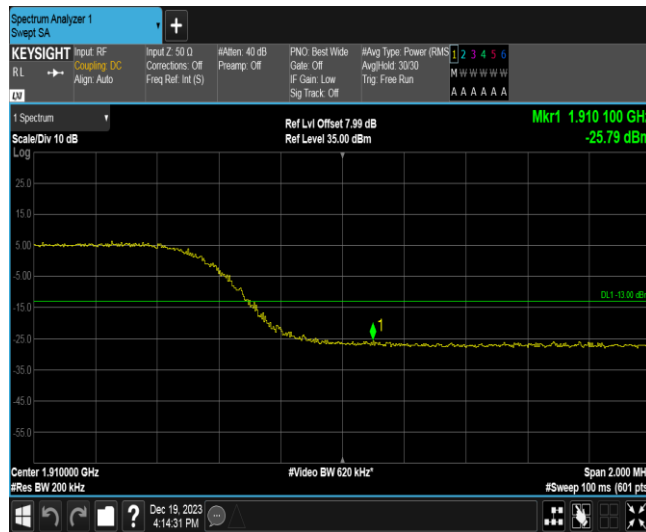 Spectrum Analyzer 1
Swept SA
KEYSIGHT
RL
LXI
Input: RF
Coupling: DC
Align: Auto
Input Z: 50 Ω
Corrections: Off
Freq Ref: Int (S)
#Atten: 40 dB
Preamp: Off
PNO: Best Wide
Gate: Off
IF Gain: Low
Sig Track: Off
#Avg Type: Power (RMS
Avg|Hold: 30/30
Trig: Free Run
1 2 3 4 5 6
M W W W W W
A A A A A A
1 Spectrum
Scale/Div 10 dB
Log
Ref Lvl Offset 7.99 dB
Ref Level 35.00 dBm
Mkr1 1.910 100 GHz
-25.79 dBm
25.0
15.0
5.00
-5.00
-15.0
-25.0
-35.0
-45.0
-55.0
DL1 -13.00 dBm
1
Center 1.910000 GHz
#Res BW 200 kHz
#Video BW 620 kHz*
Span 2.000 MH
#Sweep 100 ms (601 pts
?
Dec 19, 2023
4:14:31 PM